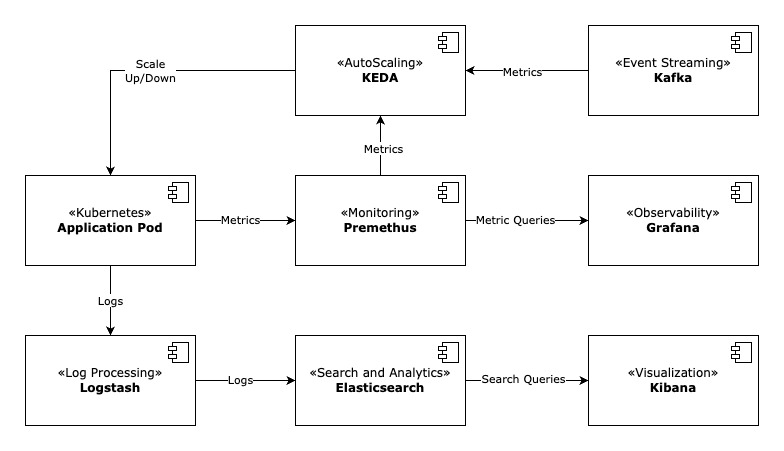 «AutoScaling»
KEDA
«Event Streaming»
Kafka
Scale
Up/Down
Metrics
Metrics
«Kubernetes»
Application Pod
Metrics
«Monitoring»
Premethus
Metric Queries
«Observability»
Grafana
Logs
«Log Processing»
Logstash
Logs
«Search and Analytics»
Elasticsearch
Search Queries
«Visualization»
Kibana